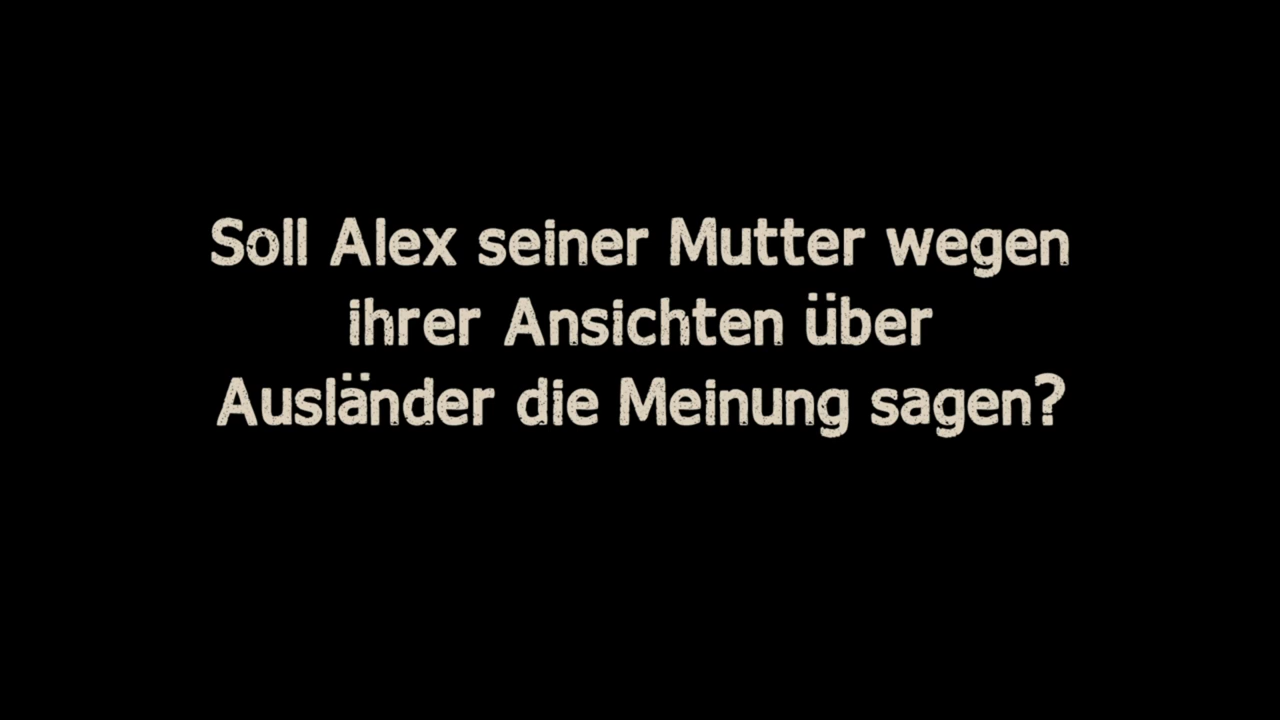 Soll Alex seiner Mutter wegen
ihrer Ansichten über
Ausländer die Meinung sagen?